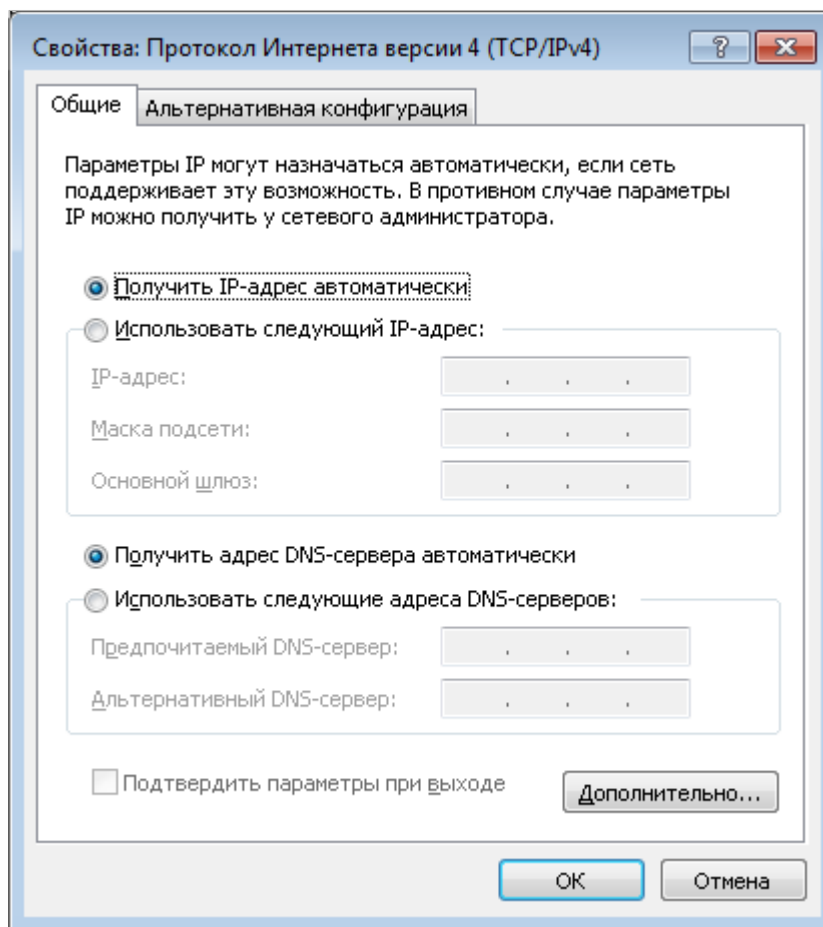 Свойства: Протокол Интернета версии 4 (TCP/IPv4)
Общие
Альтернативная конфигурация
Параметры IP могут назначаться автоматически, если сеть
поддерживает эту возможность. В противном случае параметры
IP можно получить у сетевого администратора.
Получить IP-адрес автоматически
Использовать следующий IP-адрес:
IP-адрес:
Маска подсети:
Основной шлюз:
Получить адрес DNS-сервера автоматически
Использовать следующие адреса DNS-серверов:
Предпочитаемый DNS-сервер:
Альтернативный DNS-сервер:
Подтвердить параметры при выходе
Дополнительно...
ОК
Отмена